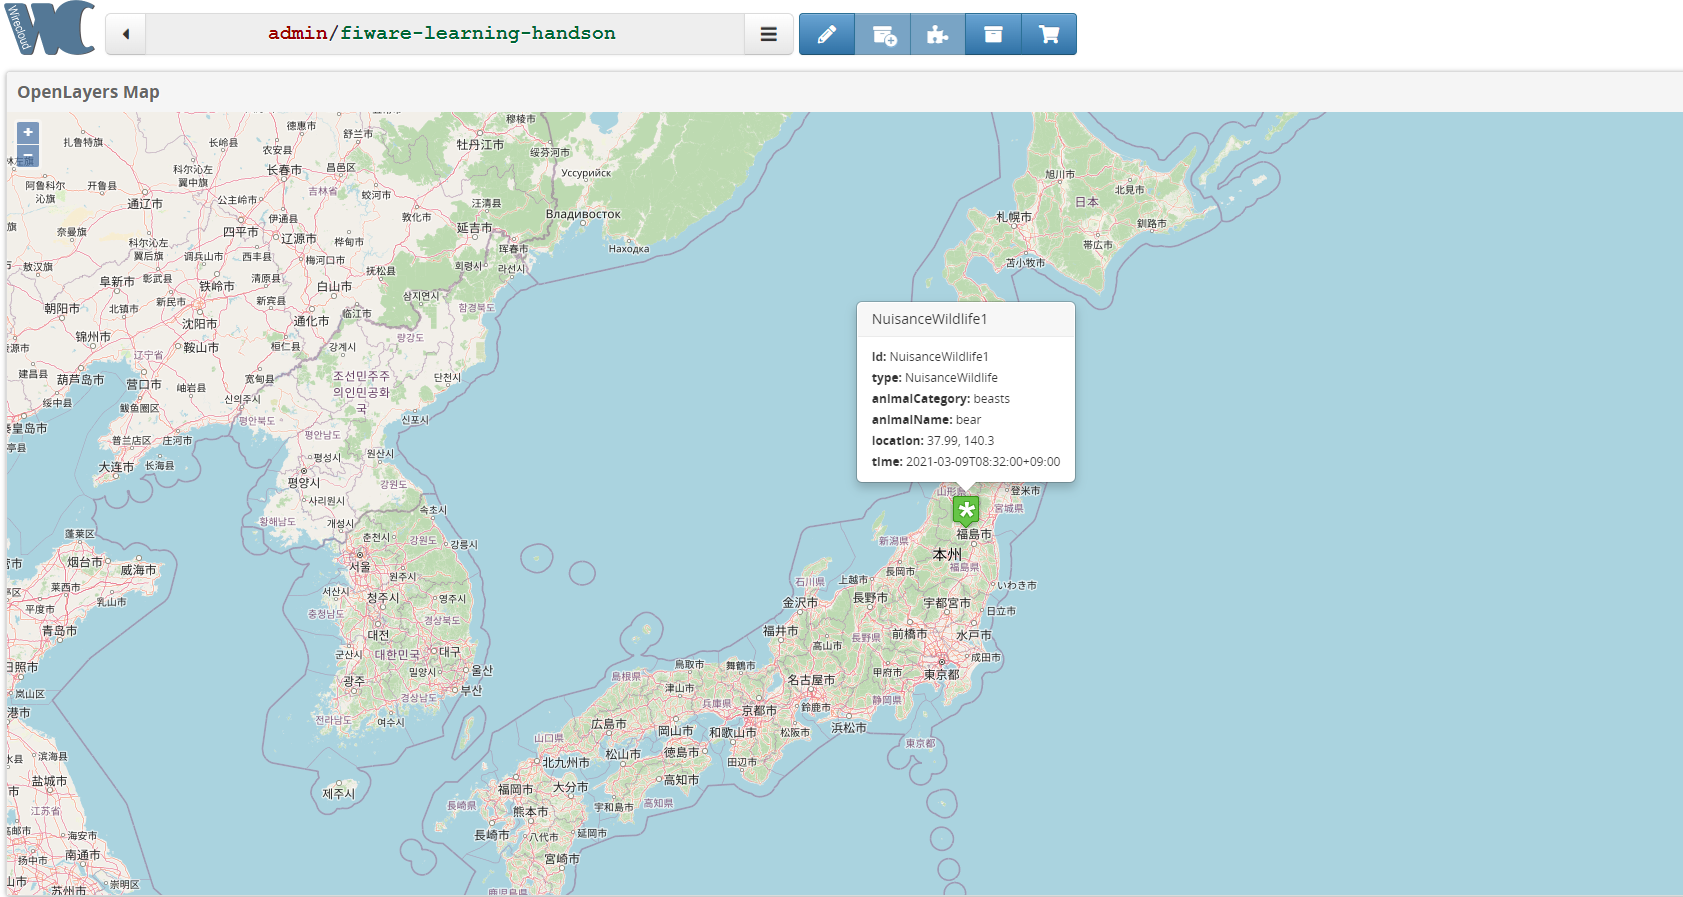 Wirecloud
WC
admin/fiware-learning-handson
OpenLayers Map
+
−
穆棱市
德惠市
舒兰市
扎鲁特旗
长岭县
农安县
牡丹江市
绥芬河市
科尔沁左
翼中旗
长春市
昌邑区
Уссурийск
旭川市
北見市
阿鲁科尔
沁旗
开鲁县
通辽市
公主岭市
吉林省
蛟河市
汪清县
日本
札幌市
釧路市
伊通县
敦化市
Владивосток
奈曼旗
四平市
辽源市
桦甸市
延吉市
珲春市
Находка
帯広市
科尔沁左
翼后旗
调兵山市
西丰县
梅河口市
敖汉旗
抚松县
회령시
라선시
苫小牧市
阜新市
彰武县
铁岭市
清原县
白山市
삼지연시
朝阳市
北镇市
新民市
新宾县
临江市
함경북도
沈阳市
通化市
锦州市
량강도
NuisanceWildlife1
Id: NuisanceWildlife1
type: NuisanceWildlife
animalCategory: beasts
animalName: bear
location: 37.99, 140.3
time: 2021-03-09T08:32:00+09:00
鞍山市
桓仁县
강계시
辽宁省
建昌县
葫芦岛市
营口市
岫岩县
宽甸县
조선민주주
의인민공화
국
단천시
绥中县
신의주시
鲅鱼圈区
평안북도
신포시
秦皇岛市
普兰店区
庄河市
평안남도
大连市
长海县
평성시
원산시
평양시
강원도
山形県
登米市
사리원시
속초시
宮城県
황해남도
개성시
蓬莱区
춘천시
강원도
강릉시
新潟県
福島市
本州
烟台市
威海市
서울
원주시
石川県
上越市
長岡市
福島県
莱西市
서산시
청주시
영주시
金沢市
長野市
宇都宮市
いわき市
平度市
乳山市
충청남도
경상북도
日立市
青岛市
대전
福井市
長野県
前橋市
水戸市
군산시
대한민국
대구
高山市
日照市
밀양시
울산
鳥取市
舞鶴市
甲府市
東京都
成田市
岚山区
광주
경상남도
부산
島根県
津山市
名古屋市
静岡県
전라남도
여수시
広島市
兵庫県
京都市
鈴鹿市
浜松市
岡山市
和歌山市
松阪市
山口県
松山市
徳島市
東京都
滨海县
北九州市
高知市
田辺市
盐城市
제주시
福岡市
大分市
江苏省
長崎県
熊本市
宇和島市
高知県
海安市
長崎市
八代市
延岡市
扬中市
南通市
宮崎市
苏州市
崇明区
鹿児島県